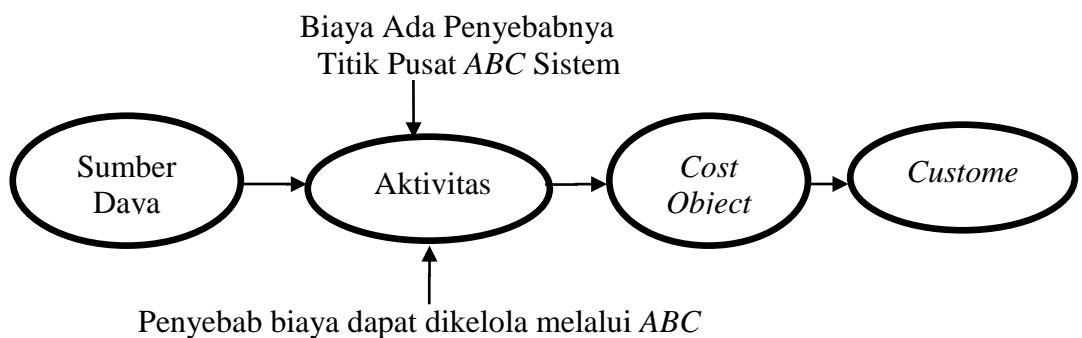 Biaya Ada Penyebabnya
Titik Pusat ABC Sistem
Sumber
Daya
Aktivitas
Cost
Object
Custome
Penyebab biaya dapat dikelola melalui ABC